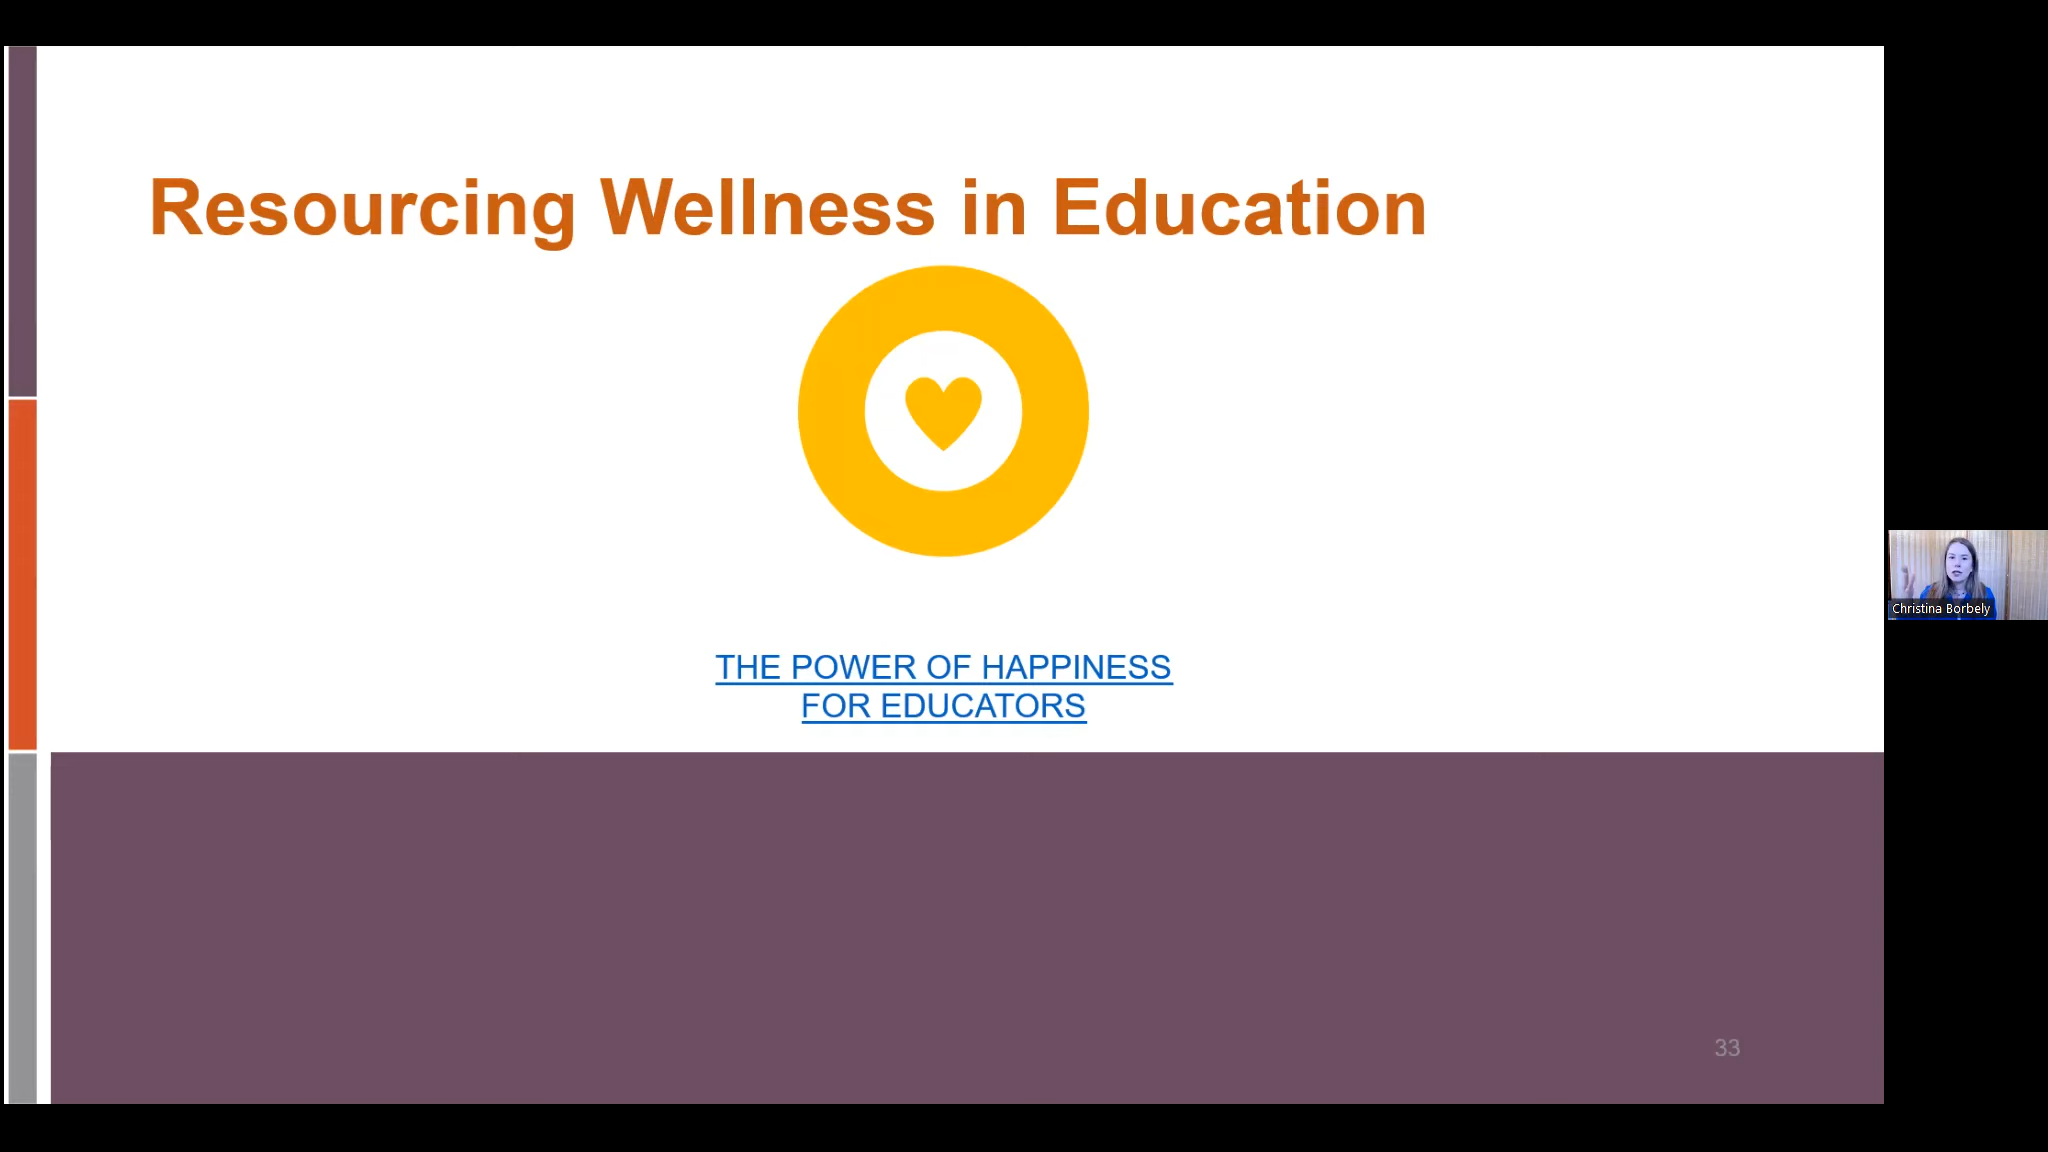 Resourcing Wellness in Education
THE POWER OF HAPPINESS
FOR EDUCATORS
Christina Borbely
33